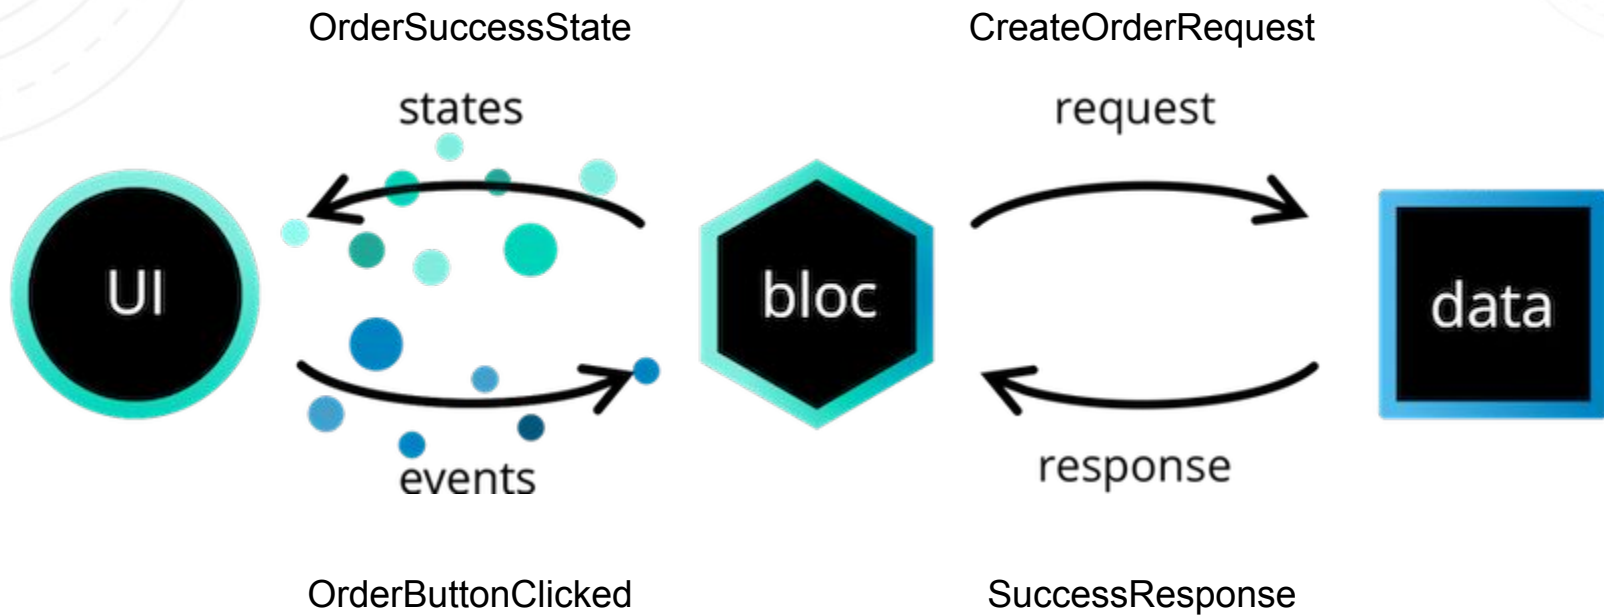 OrderSuccessState
CreateOrderRequest
states
request
UI
bloc
data
events
response
OrderButtonClicked
SuccessResponse